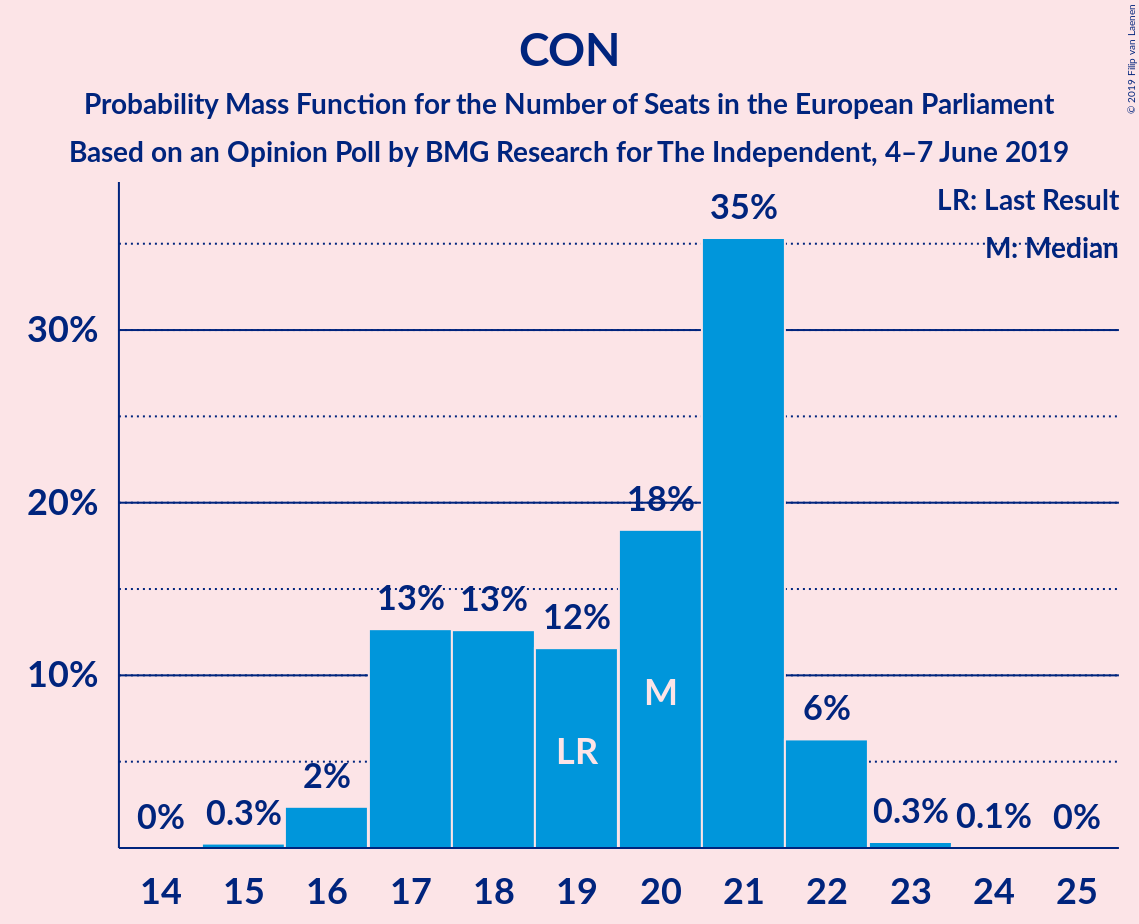 CON
Probability Mass Function for the Number of Seats in the European Parliament
Based on an Opinion Poll by BMG Research for The Independent, 4–7 June 2019
© 2019 Filip van Laenen
LR: Last Result
M: Median
35%
30%
20%
18%
13%
13%
12%
10%
M
6%
LR
2%
0%
0.3%
0.3%
0.1%
0%
14 15 16 17 18 19 20 21 22 23 24 25